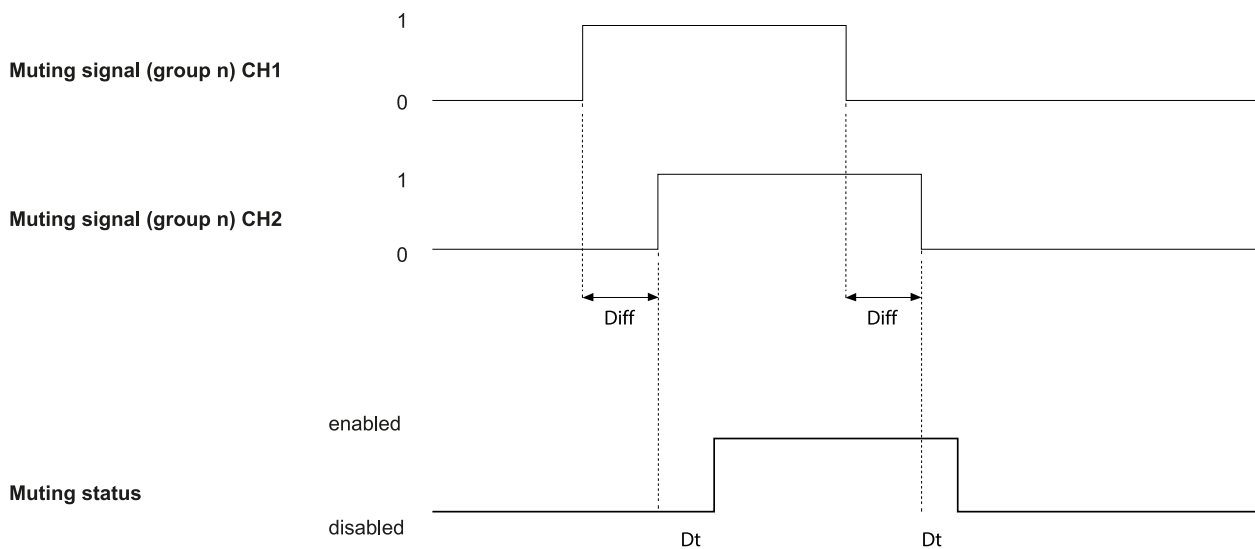 1
Muting signal (group n) CH1
0
1
Muting signal (group n) CH2
0
Diff Diff
enabled
Muting status
disabled
Dt Dt